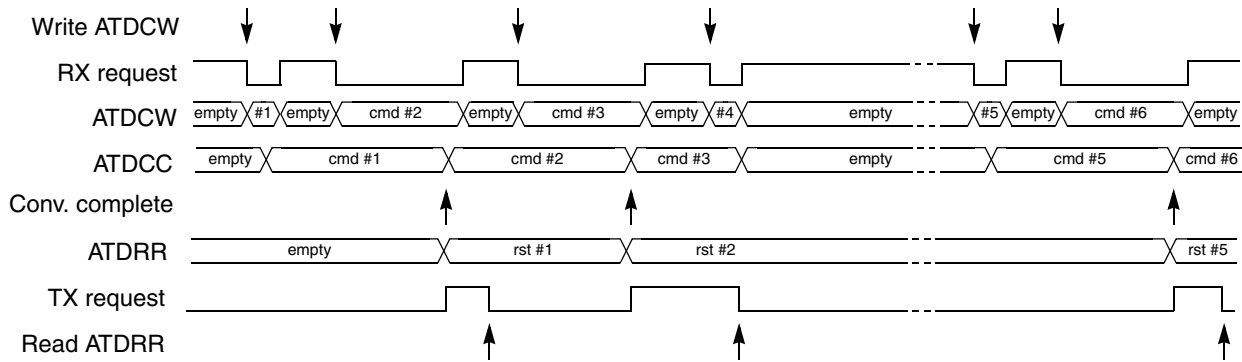 Write ATDCW
RX request
ATDCW empty #1 empty cmd #2 empty cmd #3 empty #4 empty #5 empty cmd #6 empty
ATDCC empty cmd #1 cmd #2 cmd #3 empty cmd #5 cmd #6
Conv. complete
ATDRR empty rst #1 rst #2 rst #5
TX request
Read ATDRR